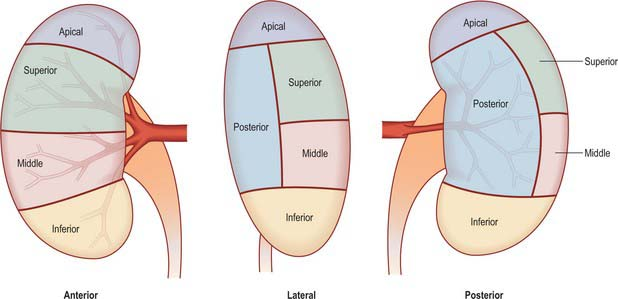 Apical
Superior
Middle
Inferior
Anterior
Apical
Superior
Posterior
Middle
Inferior
Lateral
Apical
Superior
Posterior
Middle
Inferior
Posterior